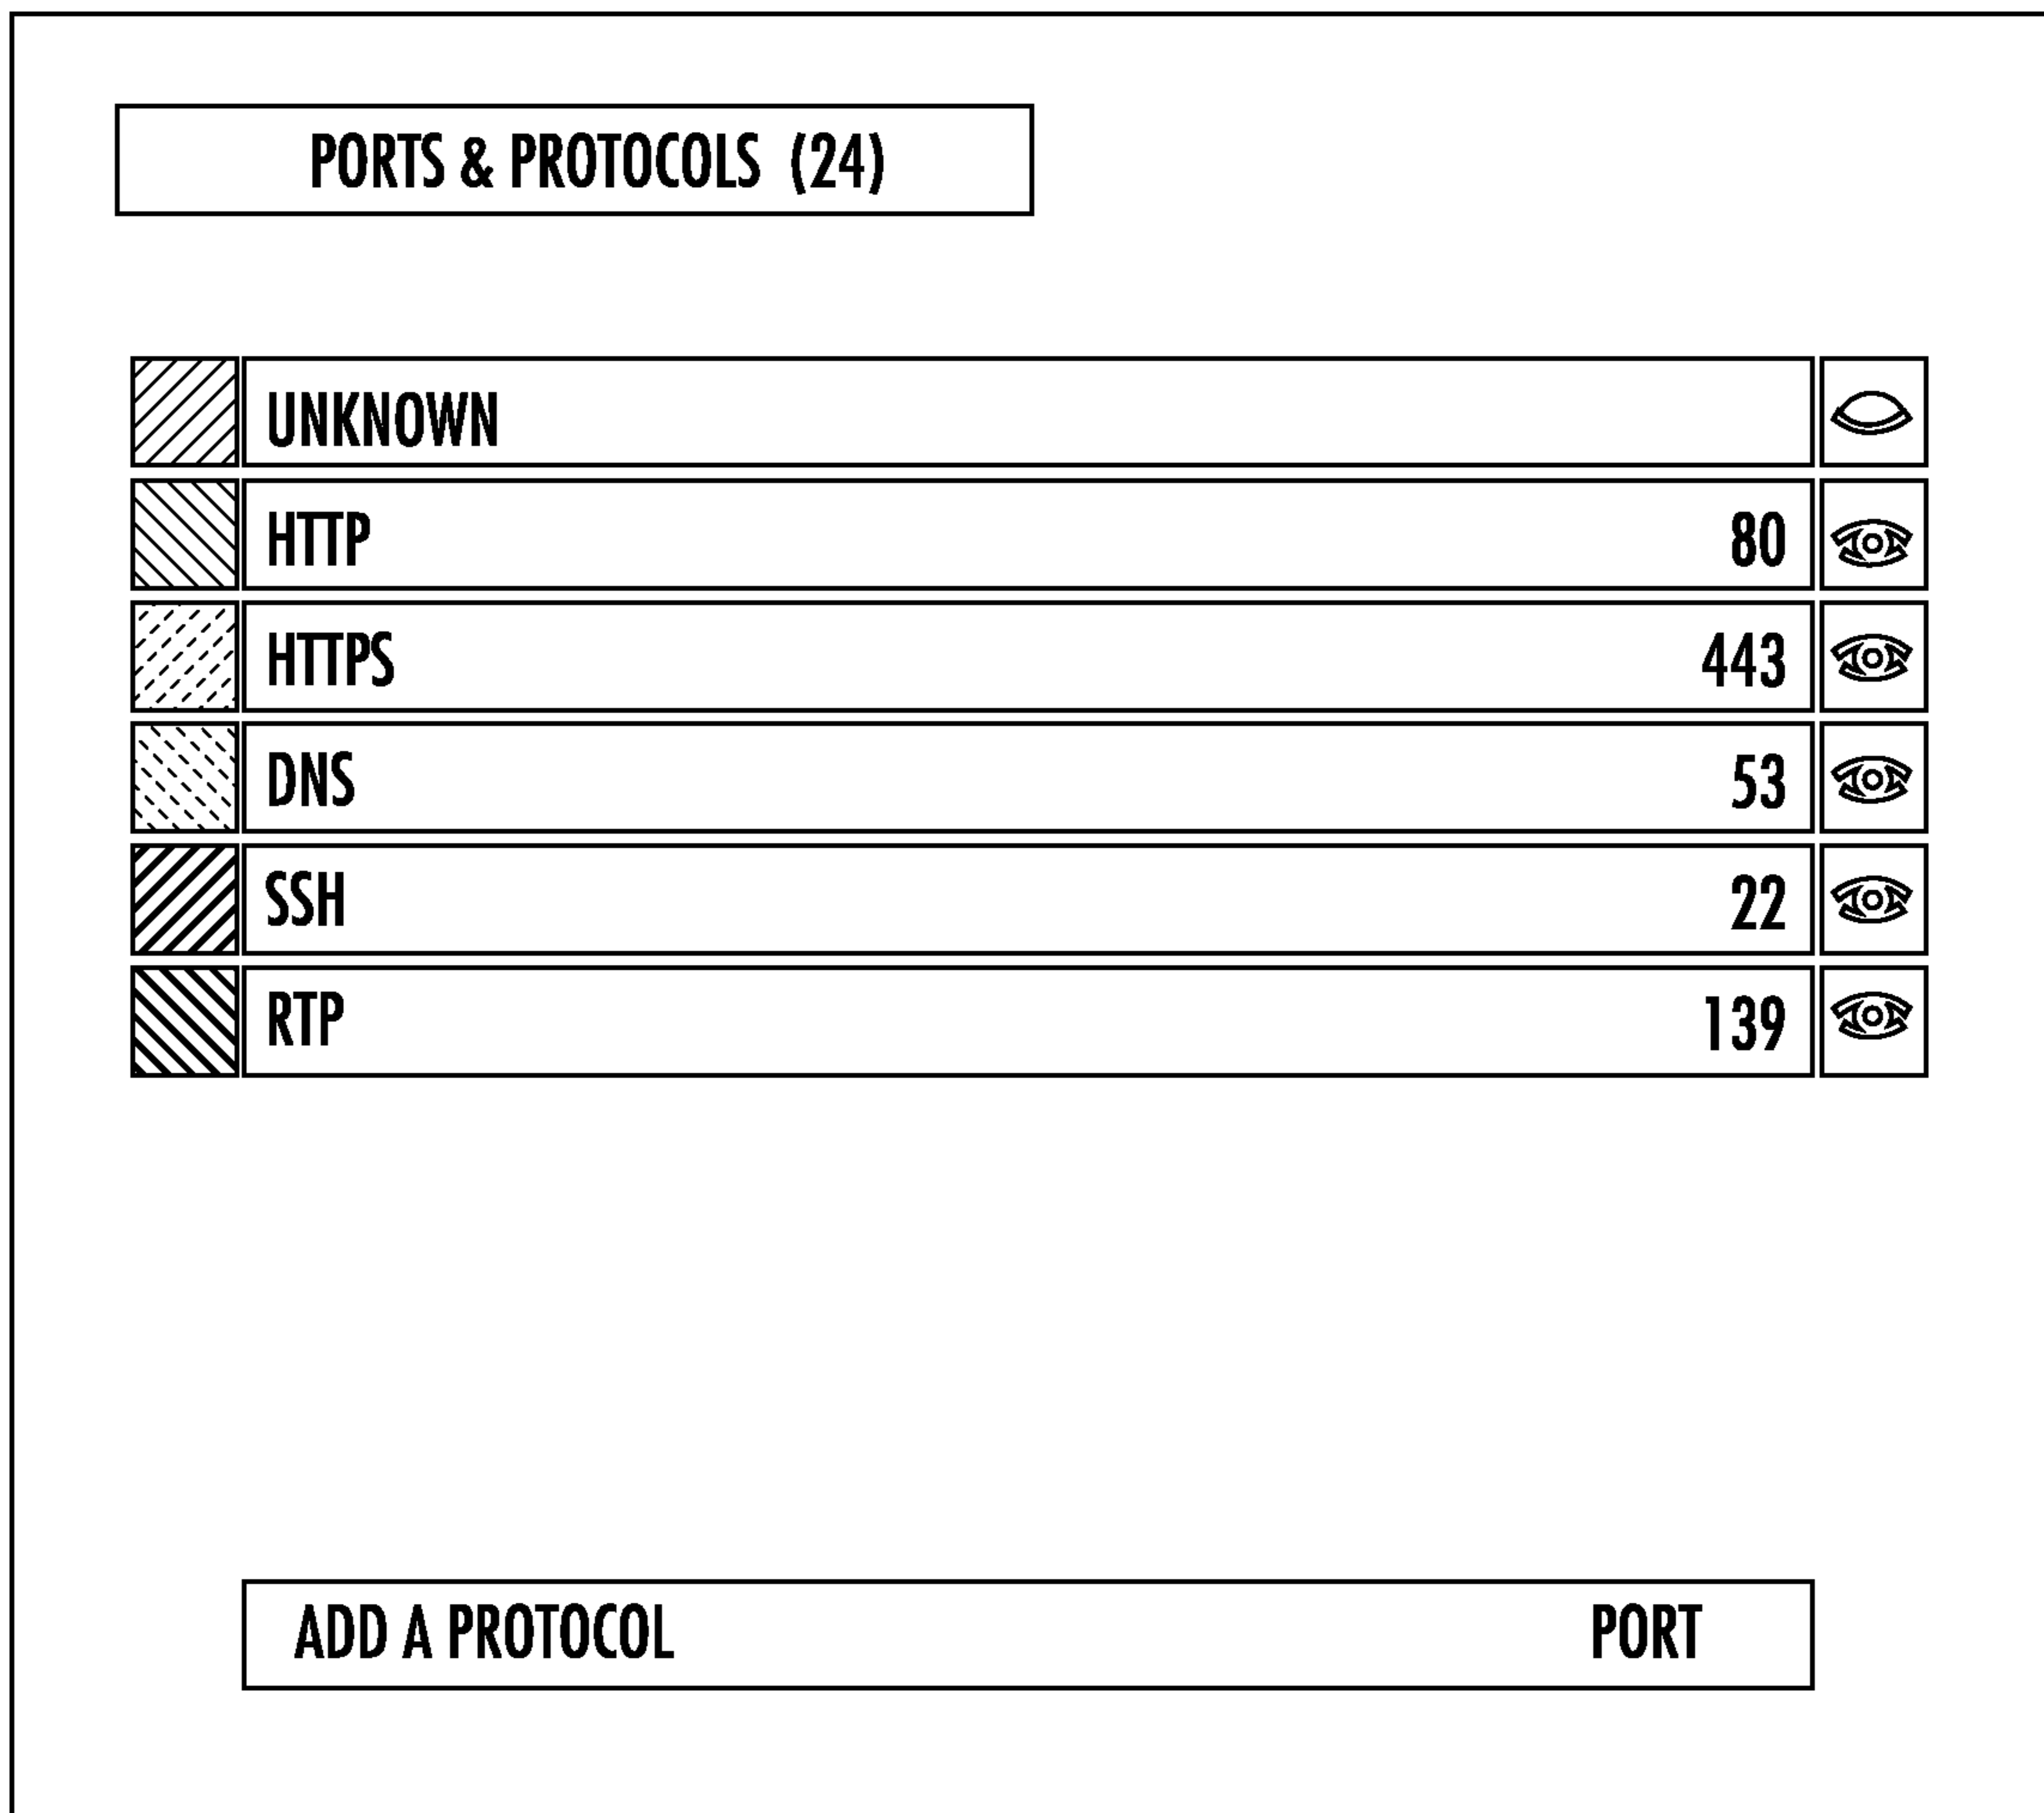 PORTS & PROTOCOLS (24)
UNKNOWN
HTTP 80
HTTPS 443
DNS 53
SSH 22
RTP 139
ADD A PROTOCOL PORT